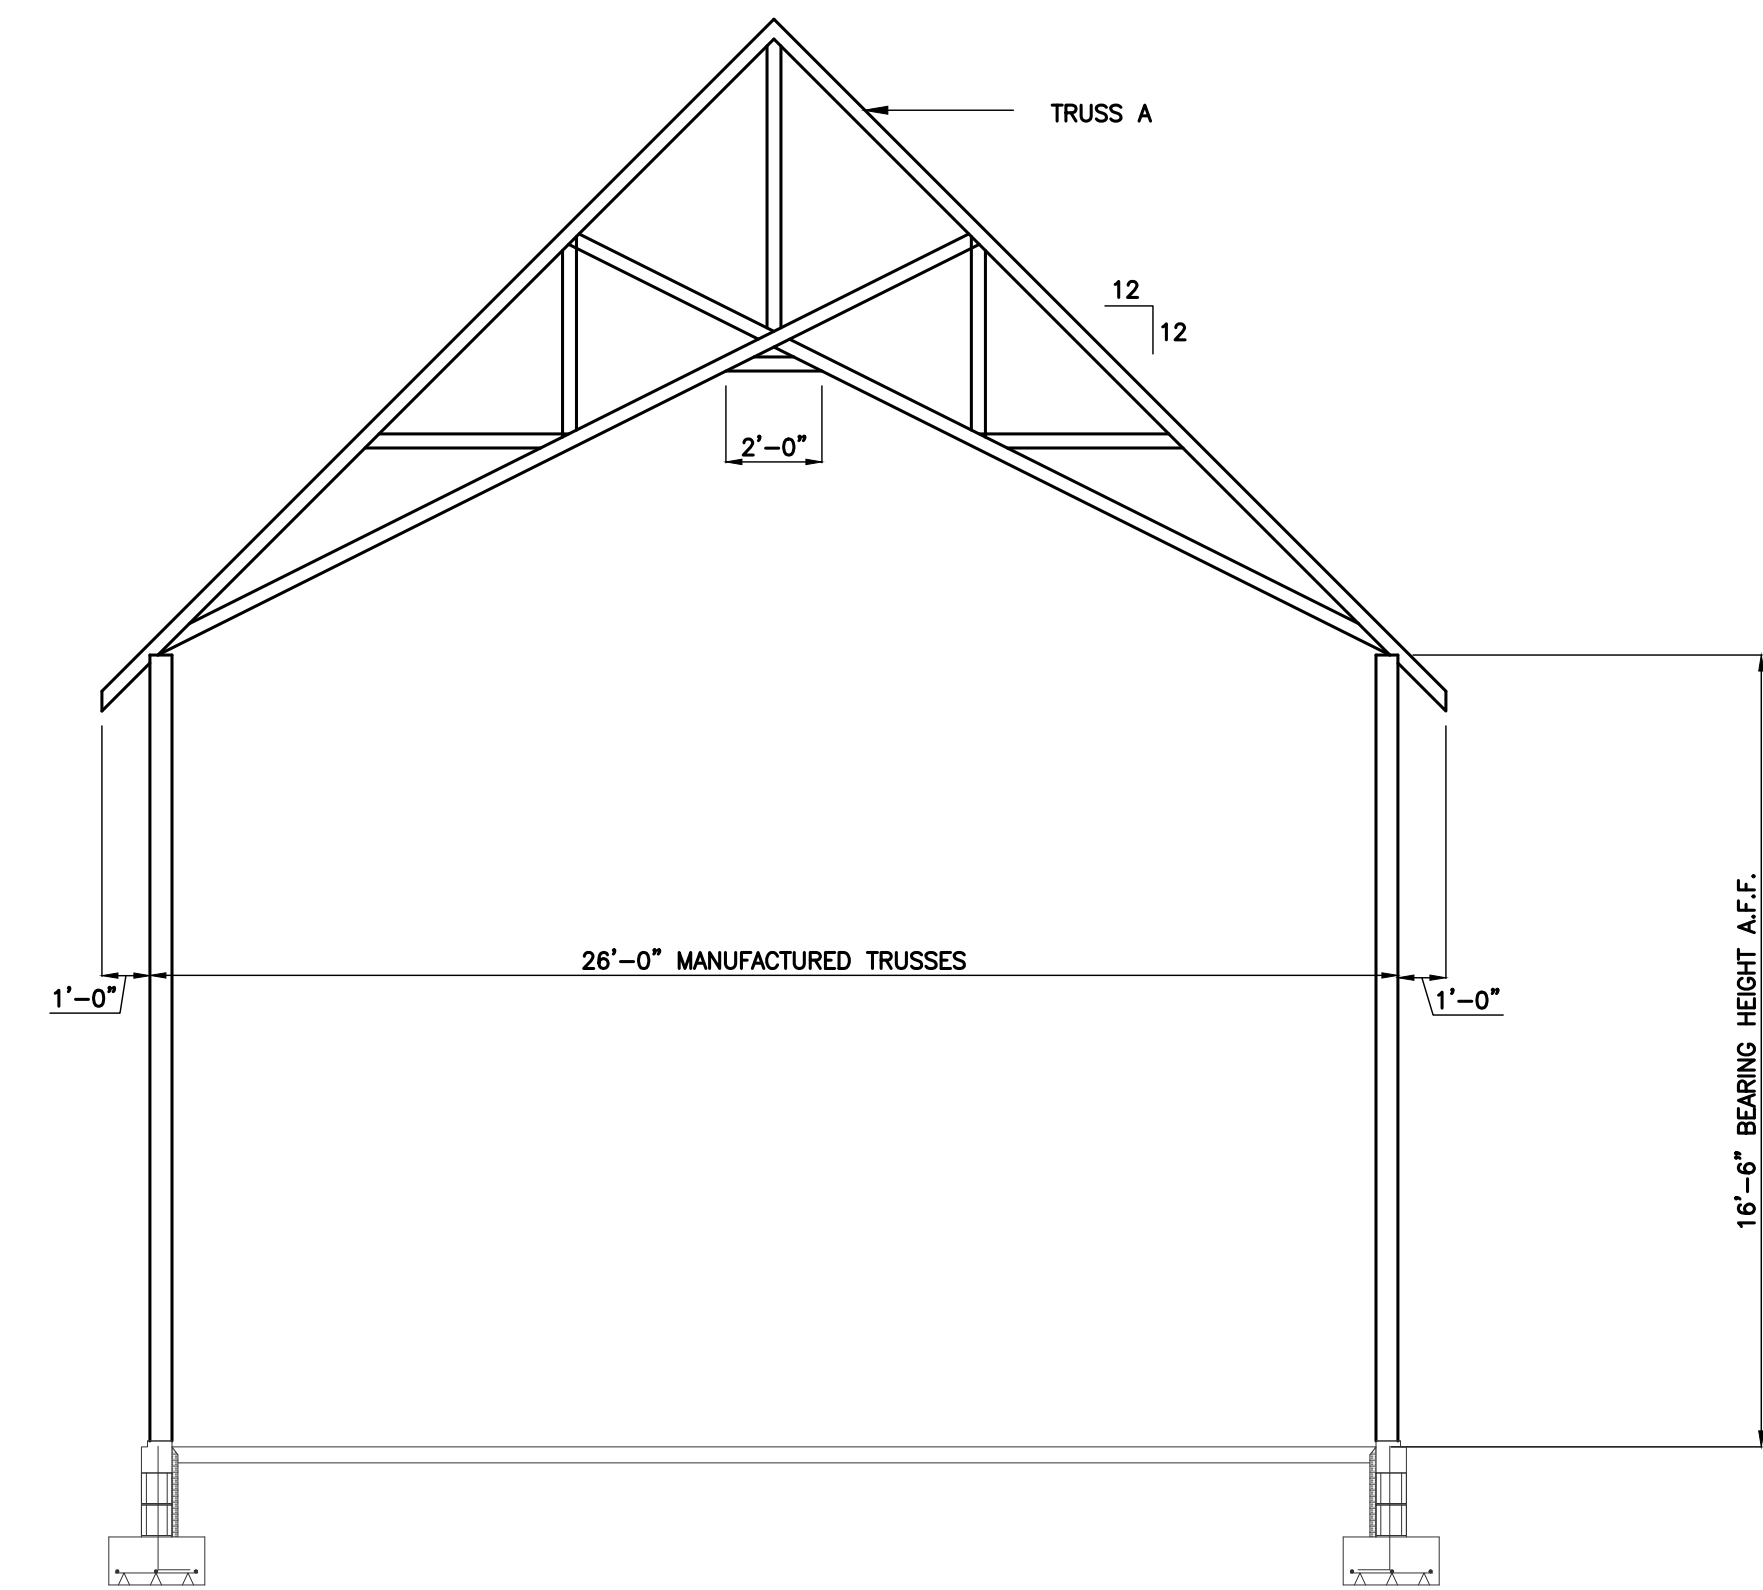 TRUSS A
12
12
2'-0"
26'-0" MANUFACTURED TRUSSES
1'-0"
1'-0"
16'-6" BEARING HEIGHT A.F.F.